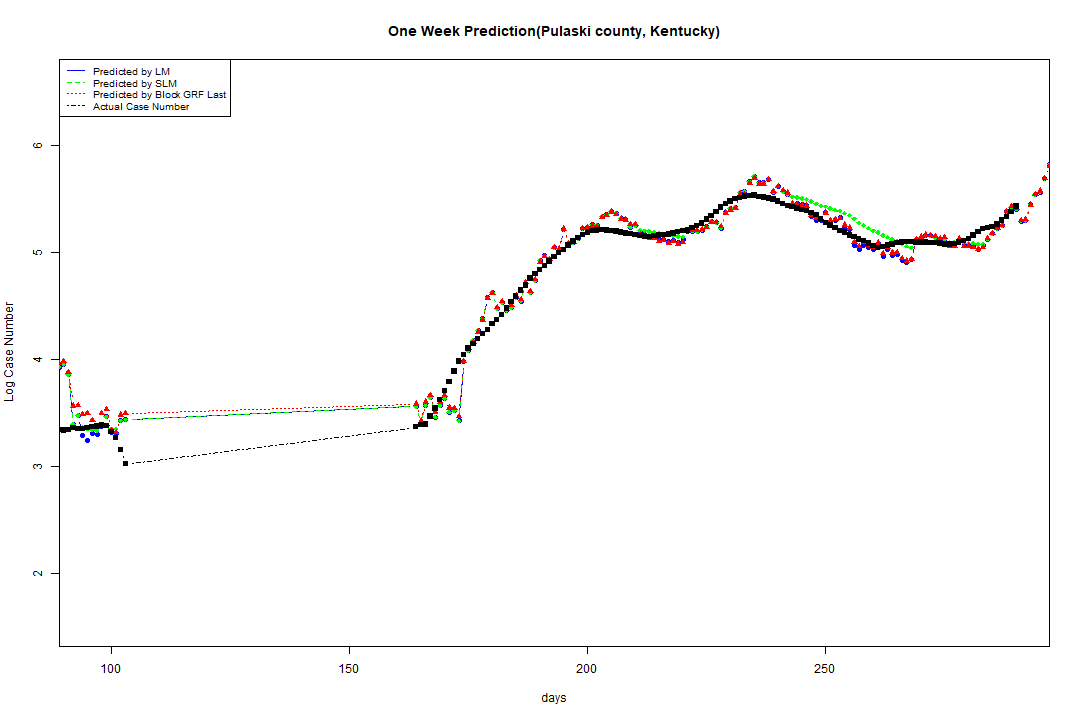 One Week Prediction(Pulaski county, Kentucky)
Predicted by LM
Predicted by SLM
Predicted by Block GRF Last
Actual Case Number
6
5
4
3
2
Log Case Number
100 150 200 250
days